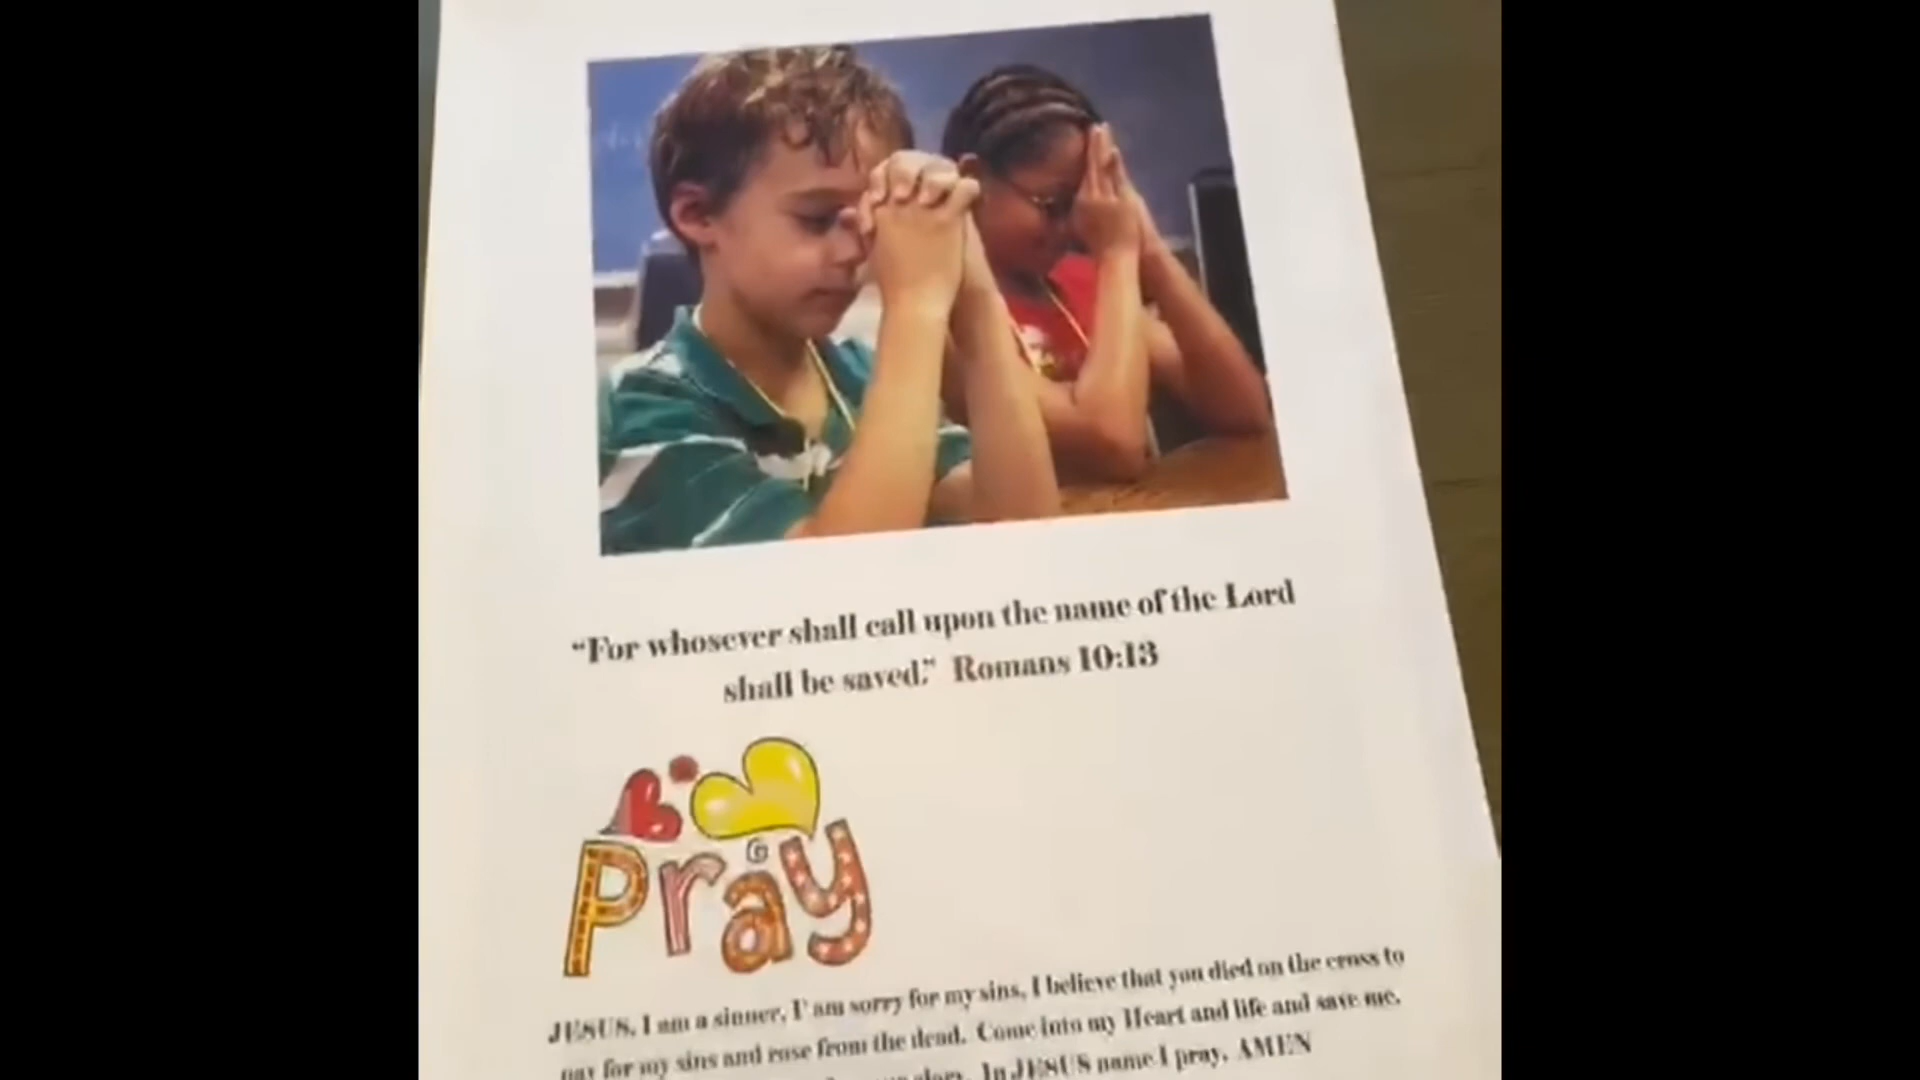 “For whosever shall call upon the name of the Lord
shall be saved.” Romans 10:13
pray
JESUS, I am a sinner, I' am sorry for my sins, I believe that you died on the cross to
pay for my sins and rose from the dead. Come into my Heart and life and save me.
glory. In JESUS name I pray, AMEN